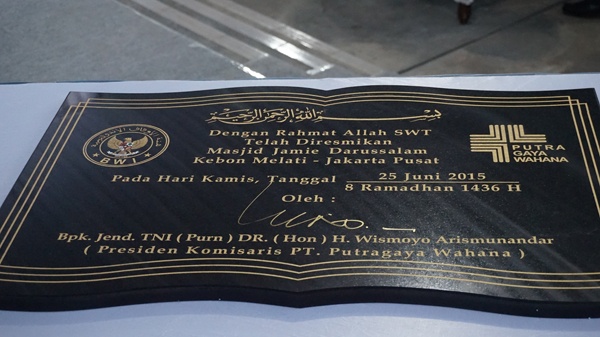 بسم الله الرحمن الرحيم
Dengan Rahmat Allah SWT
Telah Diresmikan
Masjid Jamie Darussalam
Kebon Melati - Jakarta Pusat
BWI
PUTRA
GAYA
WAHANA
Pada Hari Kamis, Tanggal 25 Juni 2015
8 Ramadhan 1436 H
Oleh :
Bpk. Jend. TNI ( Purn ) DR. ( Hon ) H. Wismoyo Arismunandar
( Presiden Komisaris PT. Putragaya Wahana )